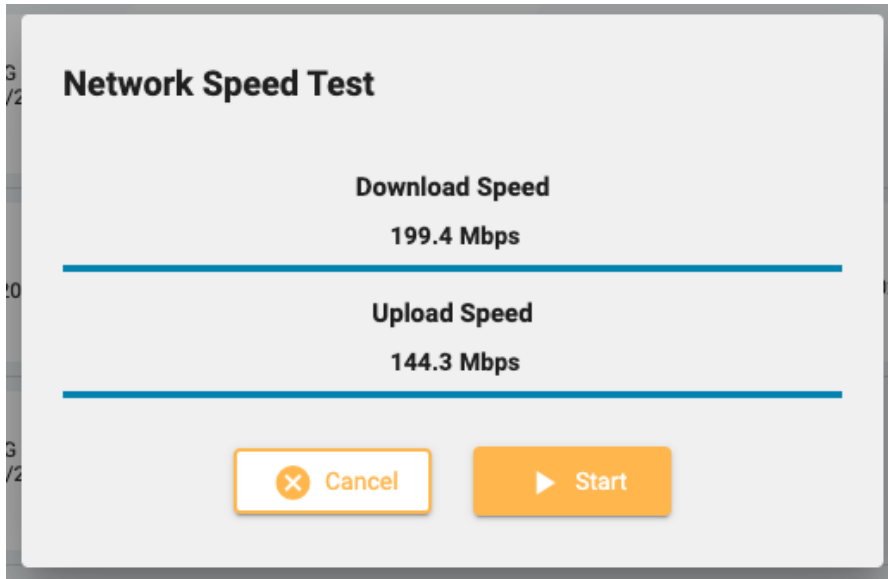 Network Speed Test
Download Speed
199.4 Mbps
Upload Speed
144.3 Mbps
Cancel
Start